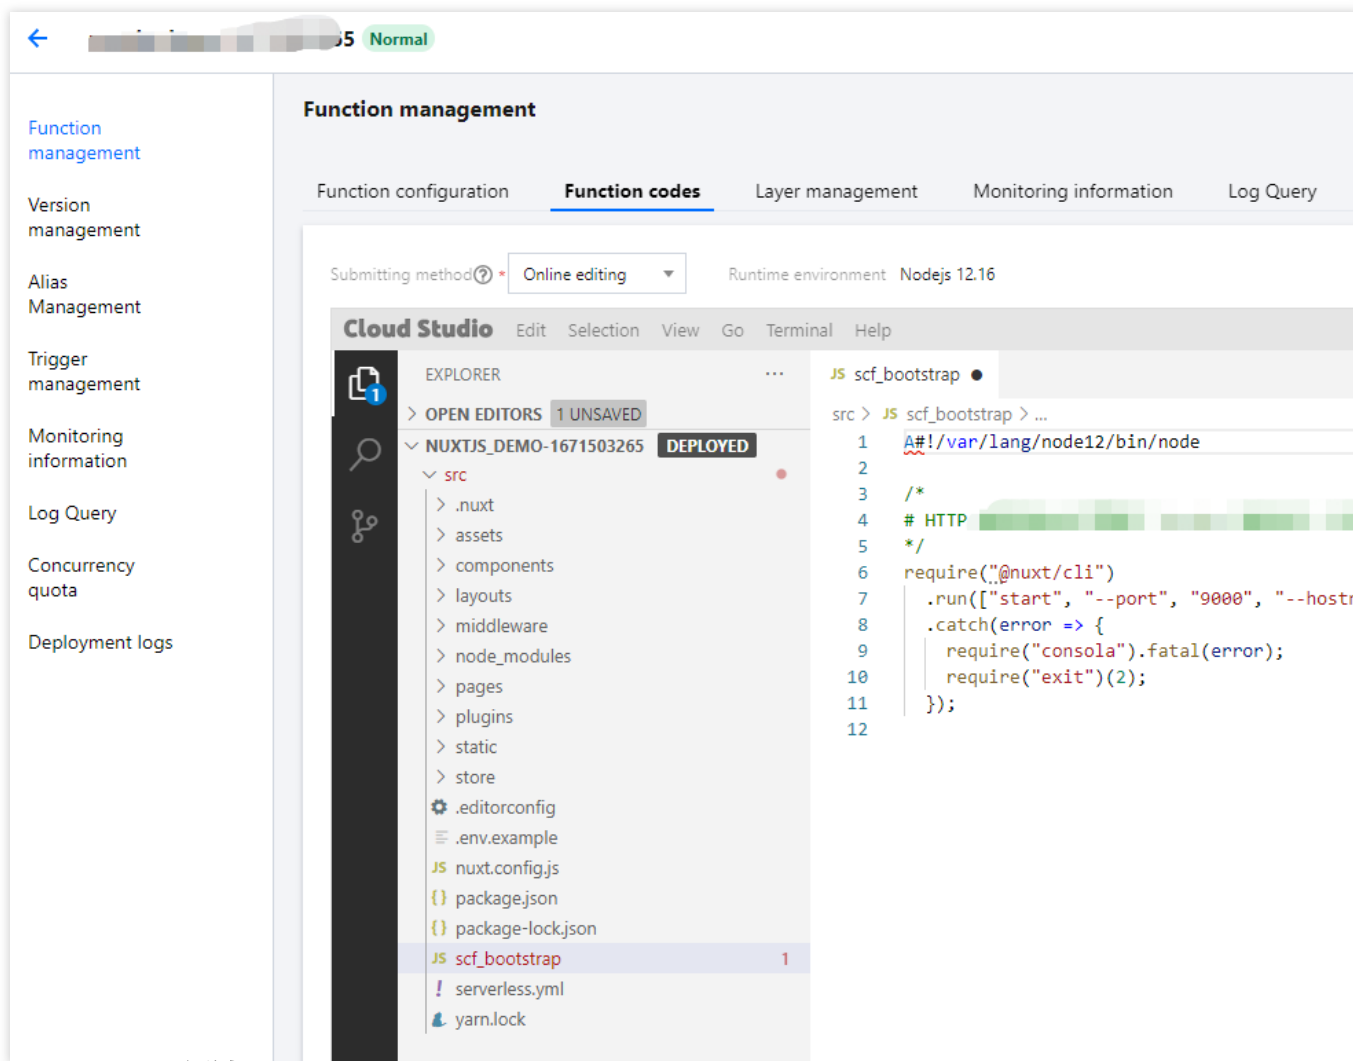 5 Normal
Function
management
Version
management
Alias
Management
Trigger
management
Monitoring
information
Log Query
Concurrency
quota
Deployment logs
Function management
Function configuration Function codes Layer management Monitoring information Log Query
Submitting method ? * Online editing Runtime environment Nodejs 12.16
Cloud Studio Edit Selection View Go Terminal Help
1
EXPLORER ···
> OPEN EDITORS 1 UNSAVED
NUXTJS_DEMO-1671503265 DEPLOYED
src
> .nuxt
> assets
> components
> layouts
> middleware
> node_modules
> pages
> plugins
> static
> store
.editorconfig
.env.example
JS nuxt.config.js
{} package.json
{} package-lock.json
JS scf_bootstrap 1
! serverless.yml
yarn.lock
JS scf_bootstrap ●
src > JS scf_bootstrap > ...
1 A#!/var/lang/node12/bin/node
2
3 /*
4 # HTTP
5 */
6 require("@nuxt/cli")
7 .run(["start", "--port", "9000", "--host
8 .catch(error => {
9 require("consola").fatal(error);
10 require("exit")(2);
11 });
12